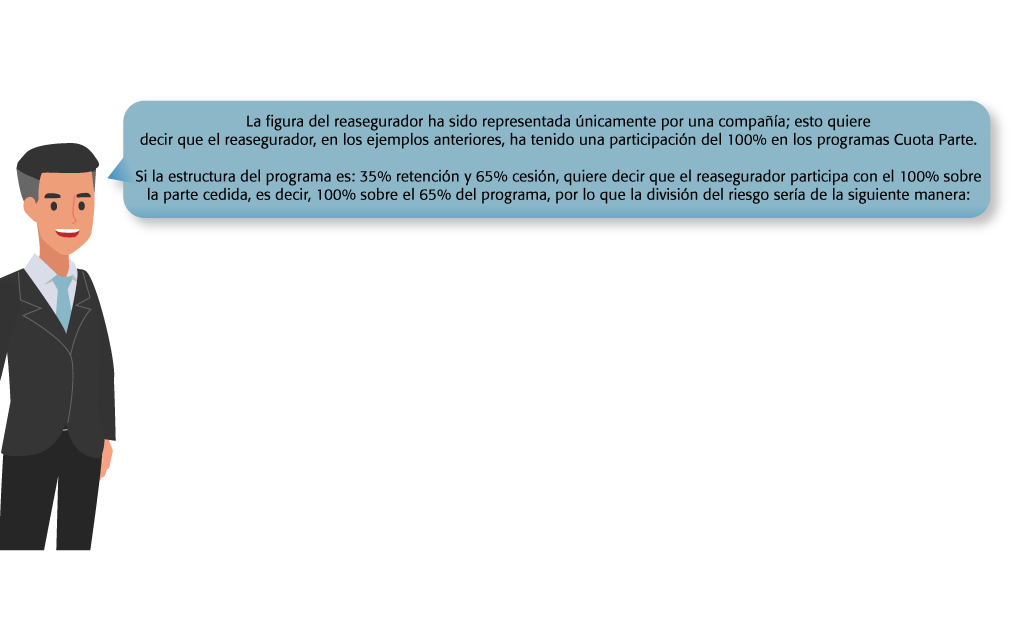 La figura del reasegurador ha sido representada únicamente por una compañía; esto quiere
decir que el reasegurador, en los ejemplos anteriores, ha tenido una participación del 100% en los programas Cuota Parte.
Si la estructura del programa es: 35% retención y 65% cesión, quiere decir que el reasegurador participa con el 100% sobre
la parte cedida, es decir, 100% sobre el 65% del programa, por lo que la división del riesgo sería de la siguiente manera: